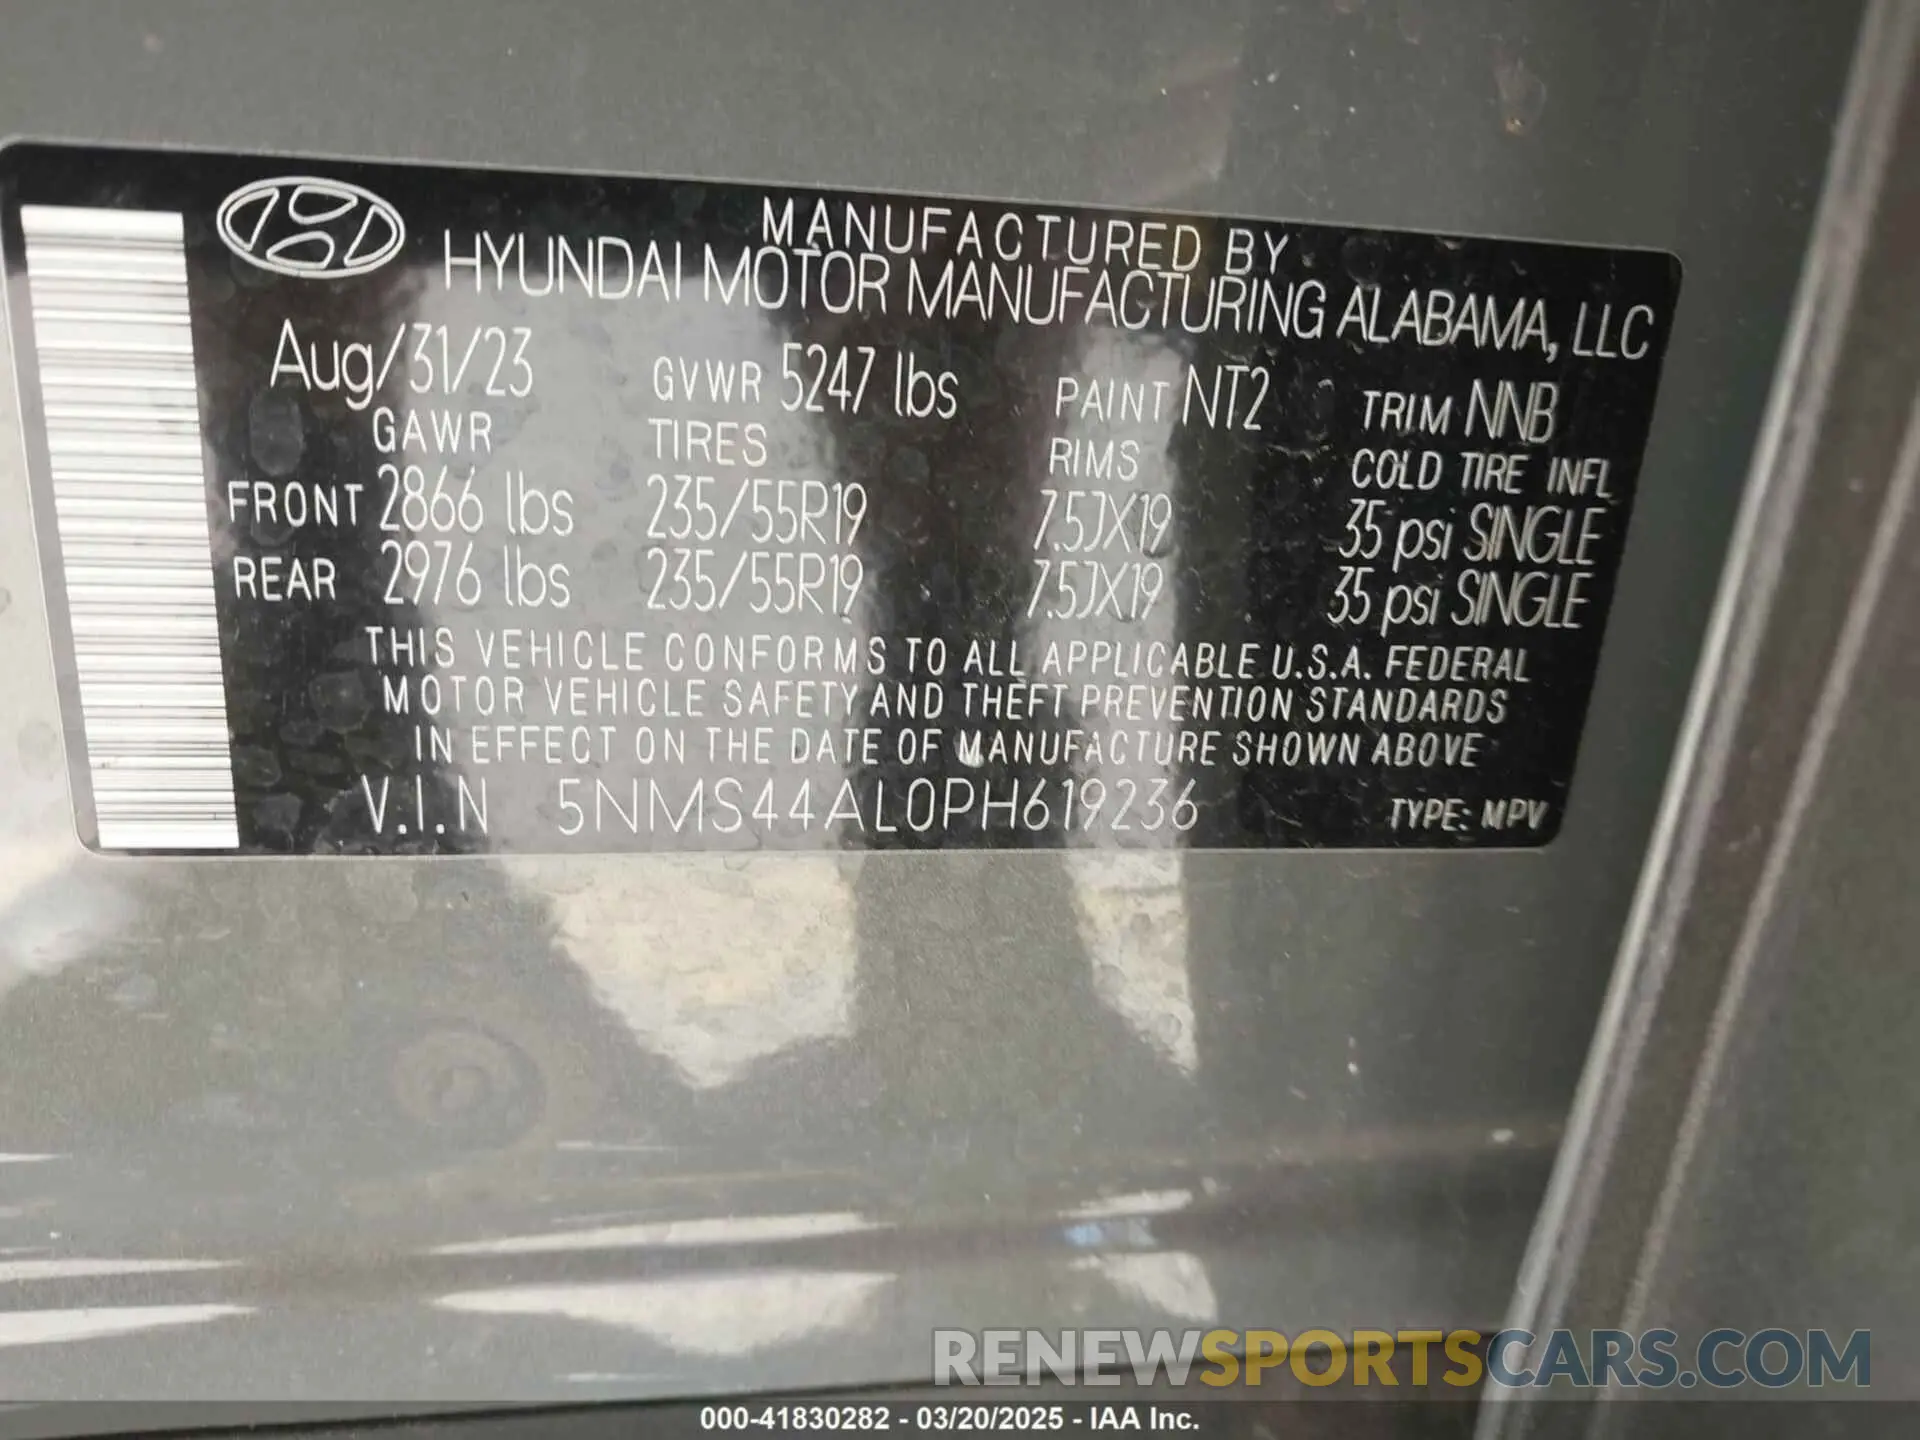 MANUFACTURED BY
HYUNDAI MOTOR MANUFACTURING ALABAMA, LLC
Aug/31/23 GVWR 5247 lbs PAINT NT2 TRIM NNB
GAWR TIRES RIMS COLD TIRE INFL
FRONT 2866 lbs 235/55R19 7.5JX19 35 psi SINGLE
REAR 2976 lbs 235/55R19 7.5JX19 35 psi SINGLE
THIS VEHICLE CONFORMS TO ALL APPLICABLE U.S.A. FEDERAL
MOTOR VEHICLE SAFETY AND THEFT PREVENTION STANDARDS
IN EFFECT ON THE DATE OF MANUFACTURE SHOWN ABOVE
V.I.N 5NMS44AL0PH619236 TYPE: MPV
RENEWSPORTSCARS.COM
000-41830282 - 03/20/2025 - IAA Inc.